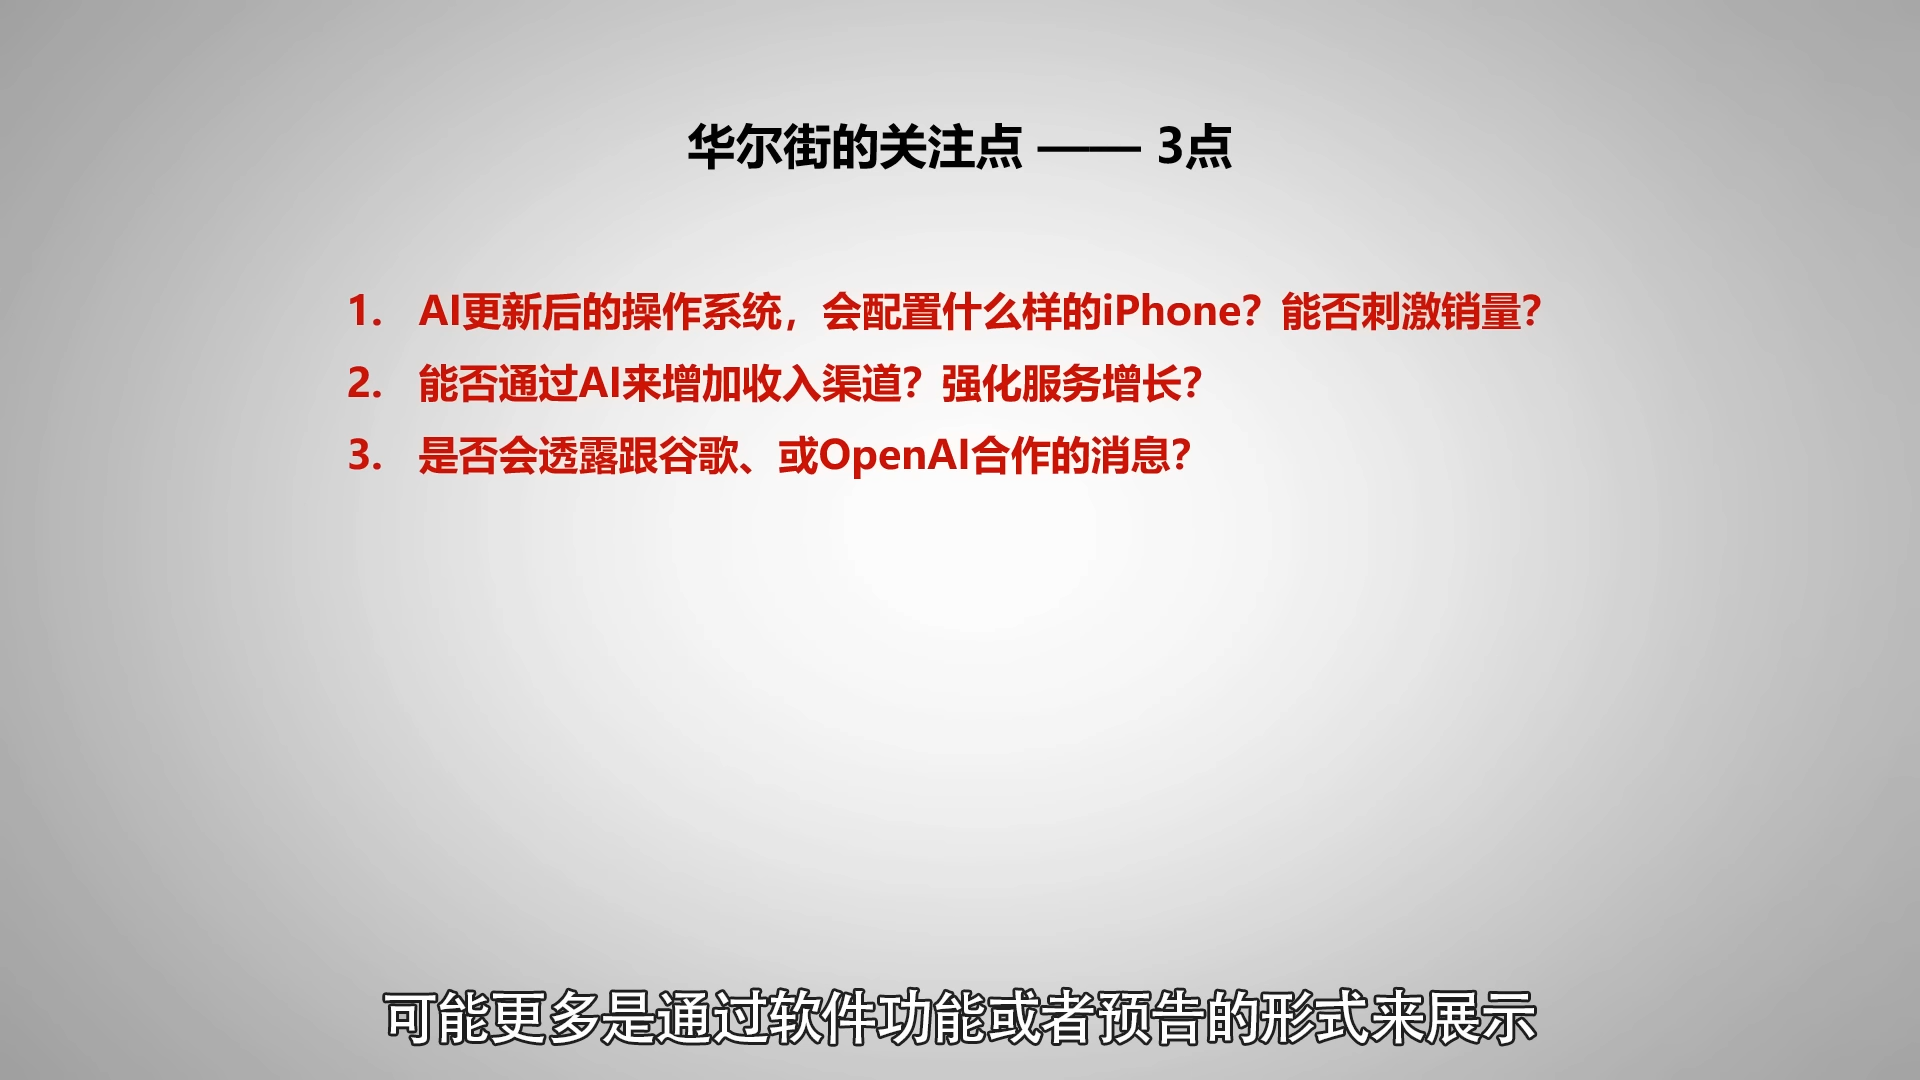 华尔街的关注点 —— 3点
1. AI更新后的操作系统，会配置什么样的iPhone？能否刺激销量？
2. 能否通过AI来增加收入渠道？强化服务增长？
3. 是否会透露跟谷歌、或OpenAI合作的消息？
可能更多是通过软件功能或者预告的形式来展示